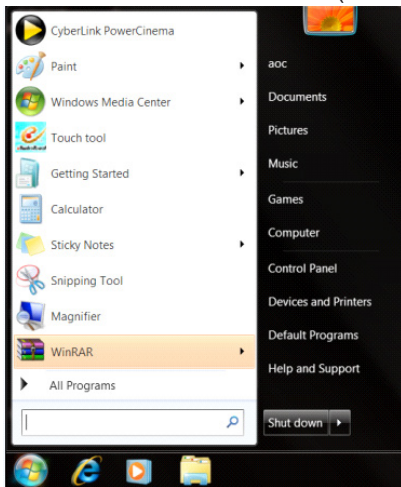 CyberLink PowerCinema
Paint
Windows Media Center
Touch tool
Getting Started
Calculator
Sticky Notes
Snipping Tool
Magnifier
WinRAR
All Programs
aoc
Documents
Pictures
Music
Games
Computer
Control Panel
Devices and Printers
Default Programs
Help and Support
Shut down